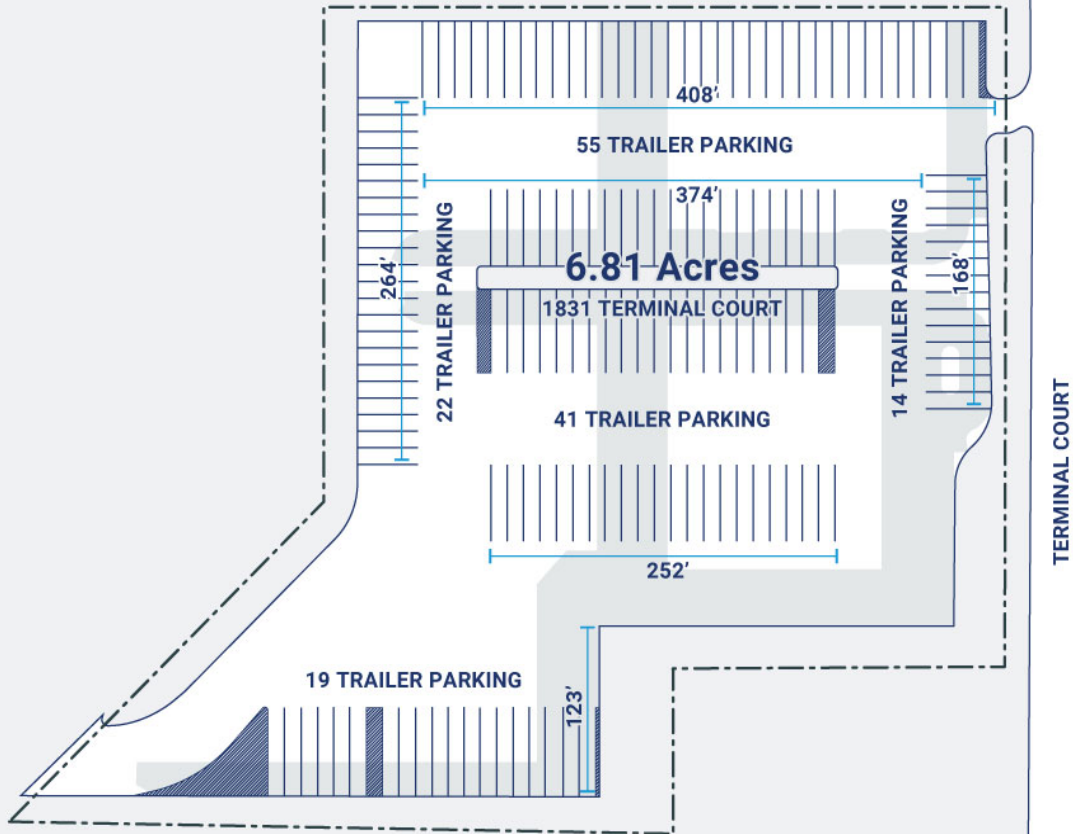 408’
55 TRAILER PARKING
374’
264’
22 TRAILER PARKING
6.81 Acres
1831 TERMINAL COURT
14 TRAILER PARKING
168’
41 TRAILER PARKING
TERMINAL COURT
252’
19 TRAILER PARKING
123’